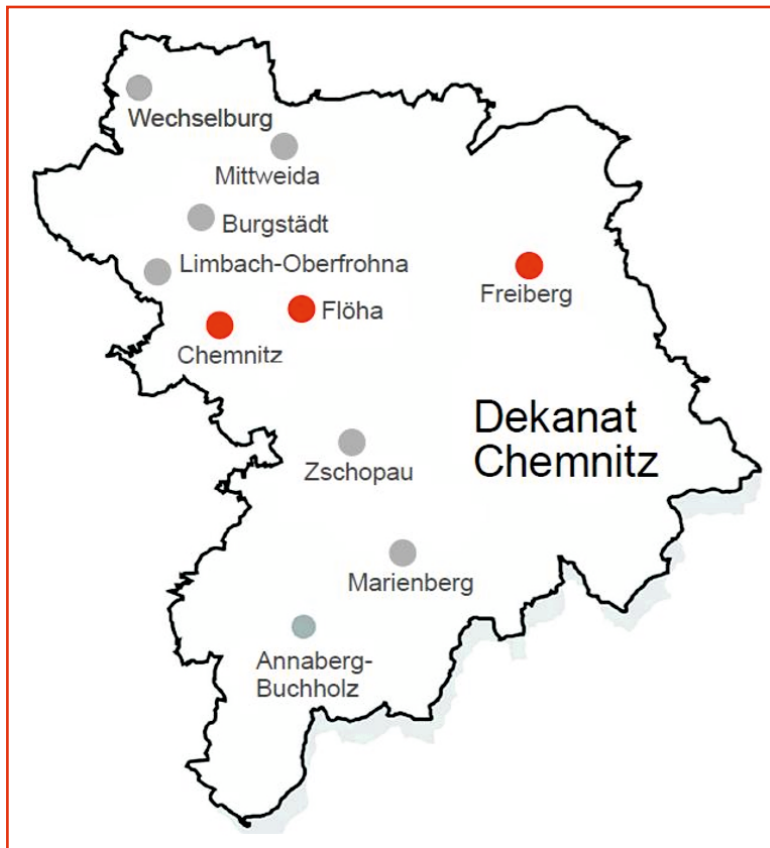 Wechselburg
Mittweida
Burgstädt
Limbach-Oberfrohna
Freiberg
Flöha
Chemnitz
Dekanat
Chemnitz
Zschopau
Marienberg
Annaberg-
Buchholz